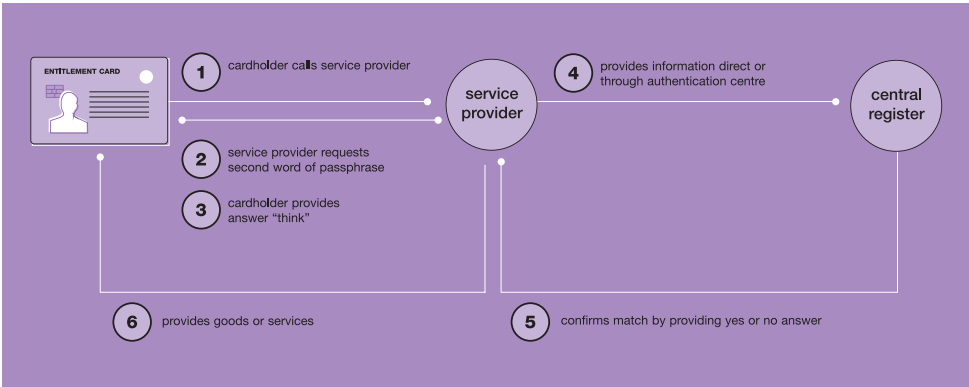 ENTITLEMENT CARD
1
cardholder calls service provider
service
provider
4
provides information direct or
through authentication centre
central
register
2
service provider requests
second word of passphrase
3
cardholder provides
answer “think”
6
provides goods or services
5
confirms match by providing yes or no answer